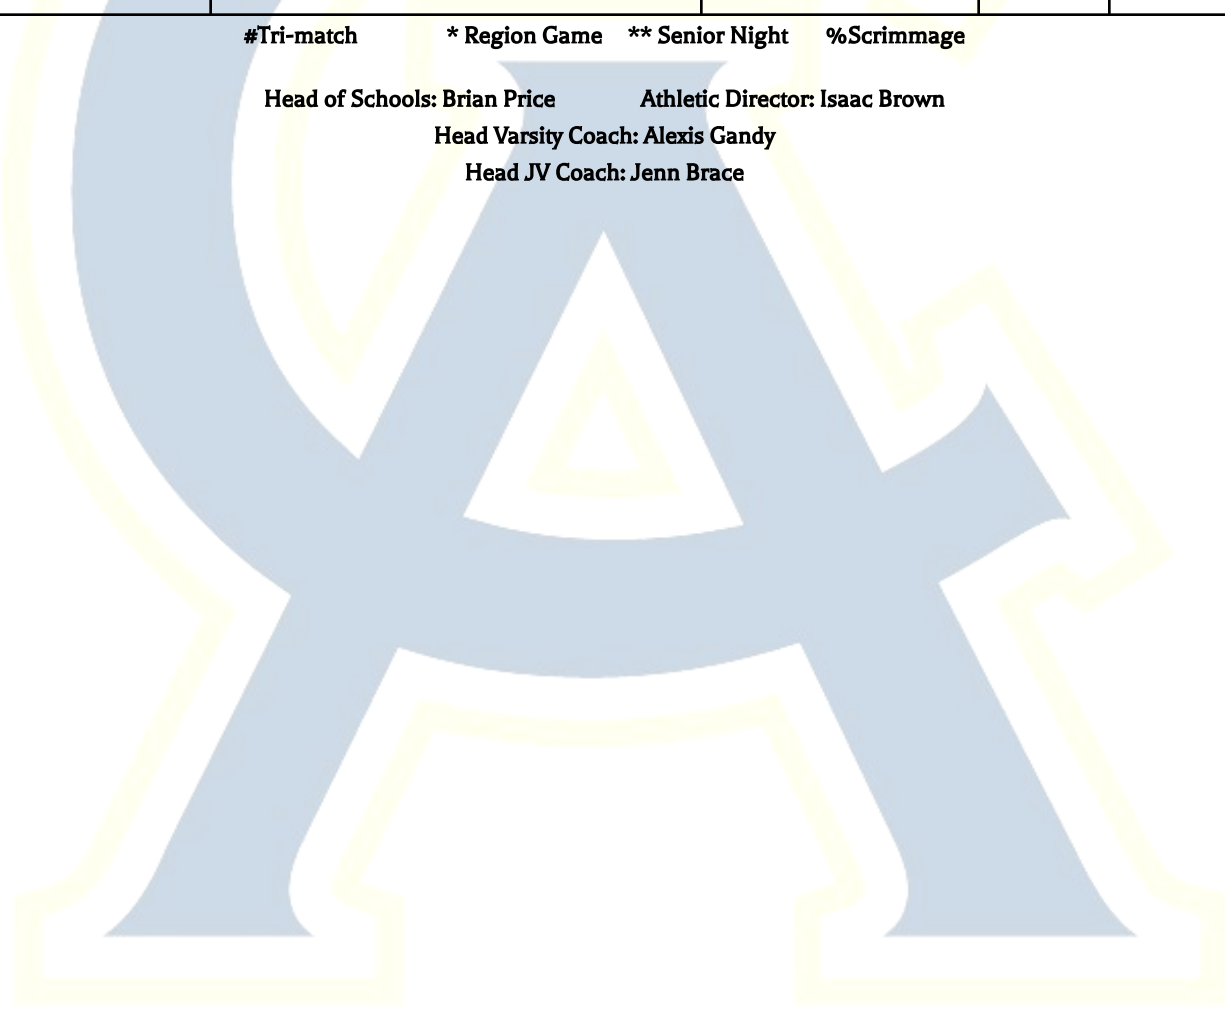 #Tri-match * Region Game ** Senior Night %Scrimmage
Head of Schools: Brian Price Athletic Director: Isaac Brown
Head Varsity Coach: Alexis Gandy
Head JV Coach: Jenn Brace